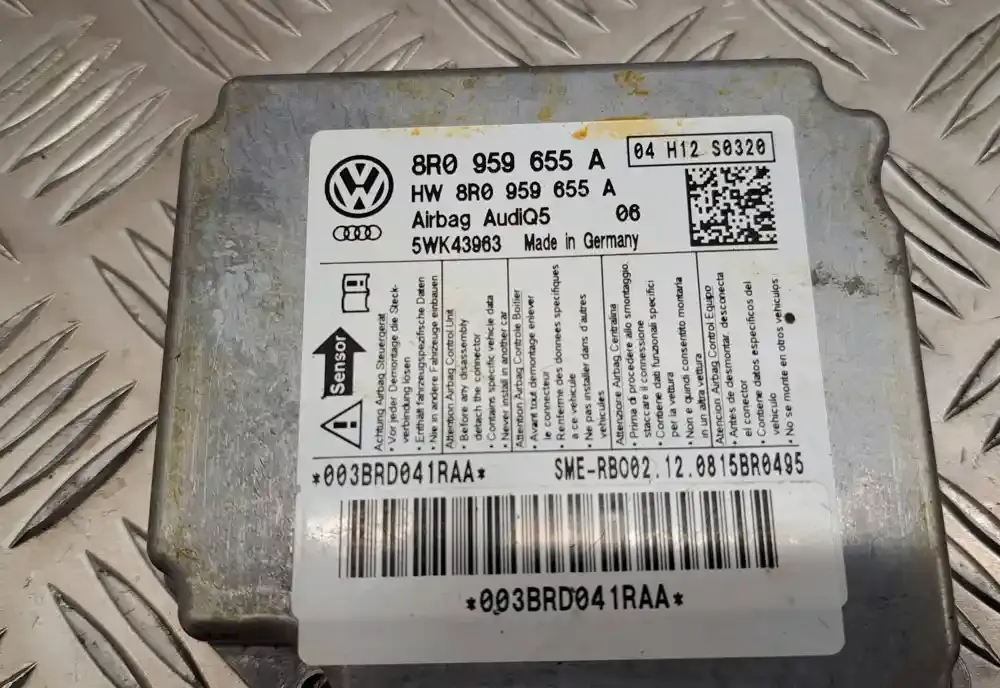 8R0 959 655 A
04 H12 S0320
HW 8R0 959 655 A
Airbag AudiQ5 06
5WK43963 Made in Germany
Sensor
Achtung Airbag Steuergerät
• Vor jeder Demontage die Steck-
verbindung lösen
• Enthält fahrzeugspezifische Daten
• Nie in andere Fahrzeuge einbauen
Attention Airbag Control Unit
• Before any disassembly
detach the connector
• Contains specific vehicle data
• Never install in another car
Attention Airbag Controle Boitier
• Avant tout démontage enlever
le connecteur
• Renferme des données spécifiques
a ce véhicule
• Ne pas installer dans d'autres
véhicules
Attenzione Airbag Centralina
• Prima di procedere allo smontaggio
staccare il connessione
• Contiene dati funzionali specifici
per la vettura
• Non e quindi consentito montarla
in un altra vettura
Atencion Airbag Control Equipo
• Antes de desmontar, desconecta
el conector
• Contiene datos específicos del
vehiculo
• No se monte en otros vehiculos
*003BRD041RAA*
SME-RBO02.12.0815BR0495
*003BRD041RAA*